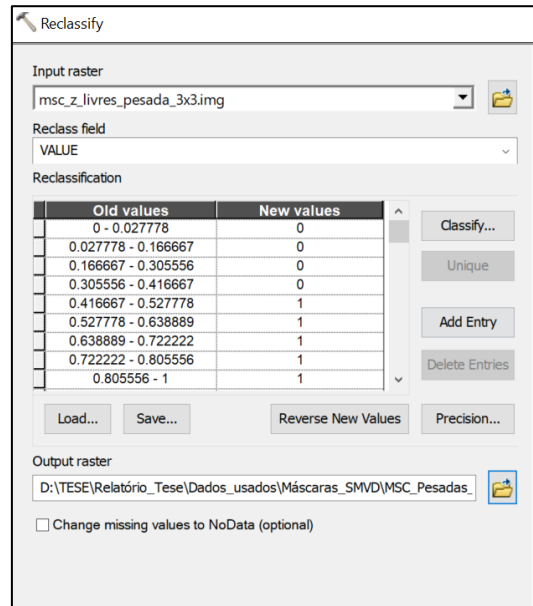 Reclassify
Input raster
msc_z_livres_pesada_3x3.img
Reclass field
VALUE
Reclassification
Old values New values
0 - 0.027778 0
0.027778 - 0.166667 0
0.166667 - 0.305556 0
0.305556 - 0.416667 0
0.416667 - 0.527778 1
0.527778 - 0.638889 1
0.638889 - 0.722222 1
0.722222 - 0.805556 1
0.805556 - 1 1
Classify...
Unique
Add Entry
Delete Entries
Load... Save... Reverse New Values Precision...
Output raster
D:\TESE\Relatório_Tese\Dados_usados\Máscaras_SMVD\MSC_Pesadas_
Change missing values to NoData (optional)